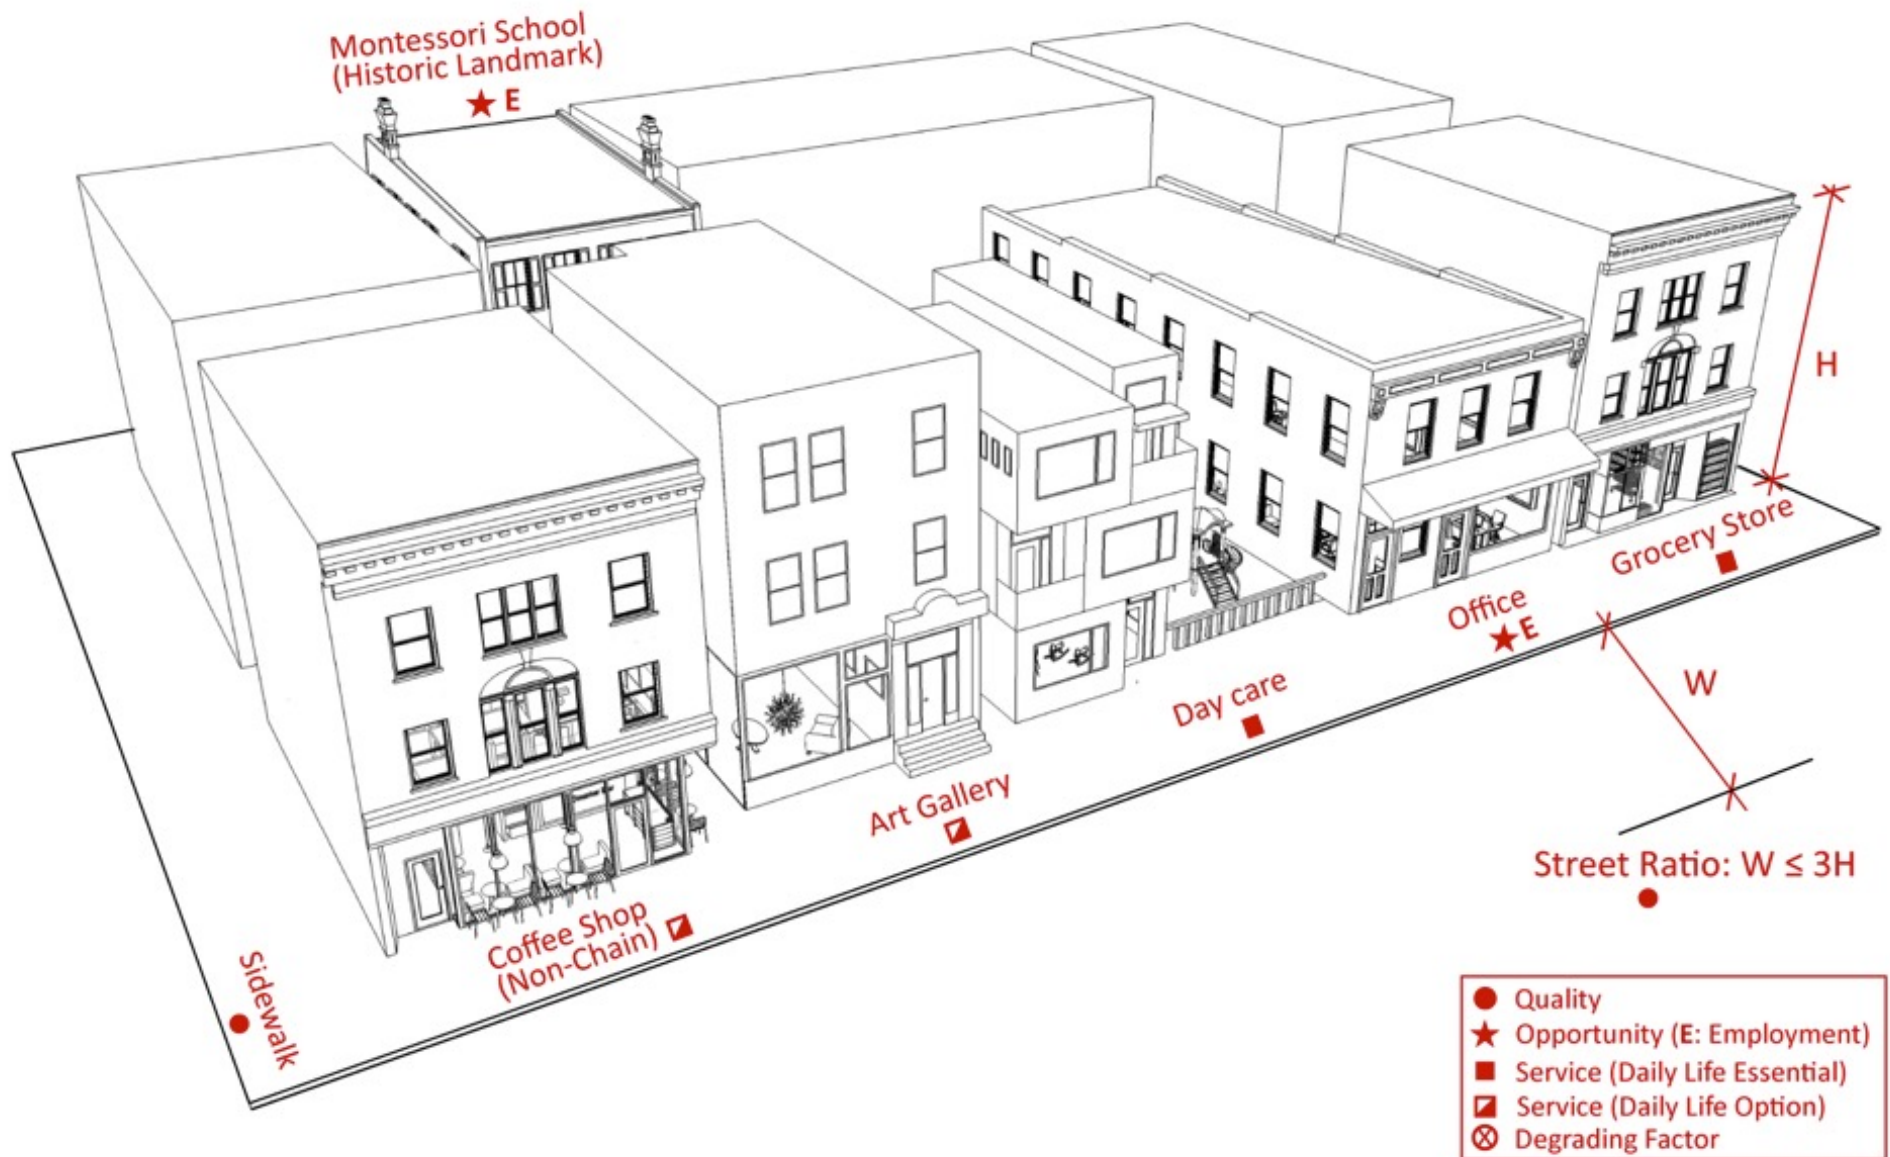 Montessori School
(Historic Landmark)
E
H
Grocery Store
Office
E
W
Day care
Art Gallery
Street Ratio: W ≤ 3H
Coffee Shop
(Non-Chain)
Sidewalk
Quality
Opportunity (E: Employment)
Service (Daily Life Essential)
Service (Daily Life Option)
Degrading Factor